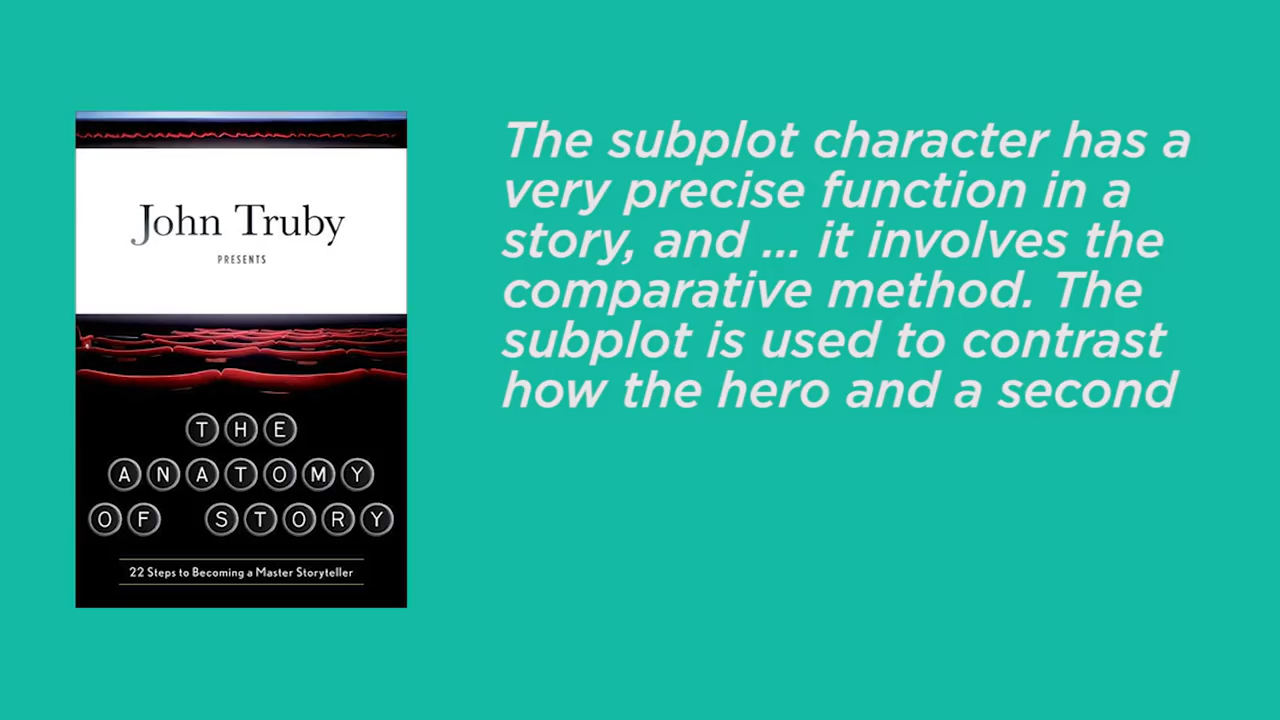 John Truby
PRESENTS
THE
ANATOMY
OF STORY
22 Steps to Becoming a Master Storyteller
The subplot character has a
very precise function in a
story, and ... it involves the
comparative method. The
subplot is used to contrast
how the hero and a second